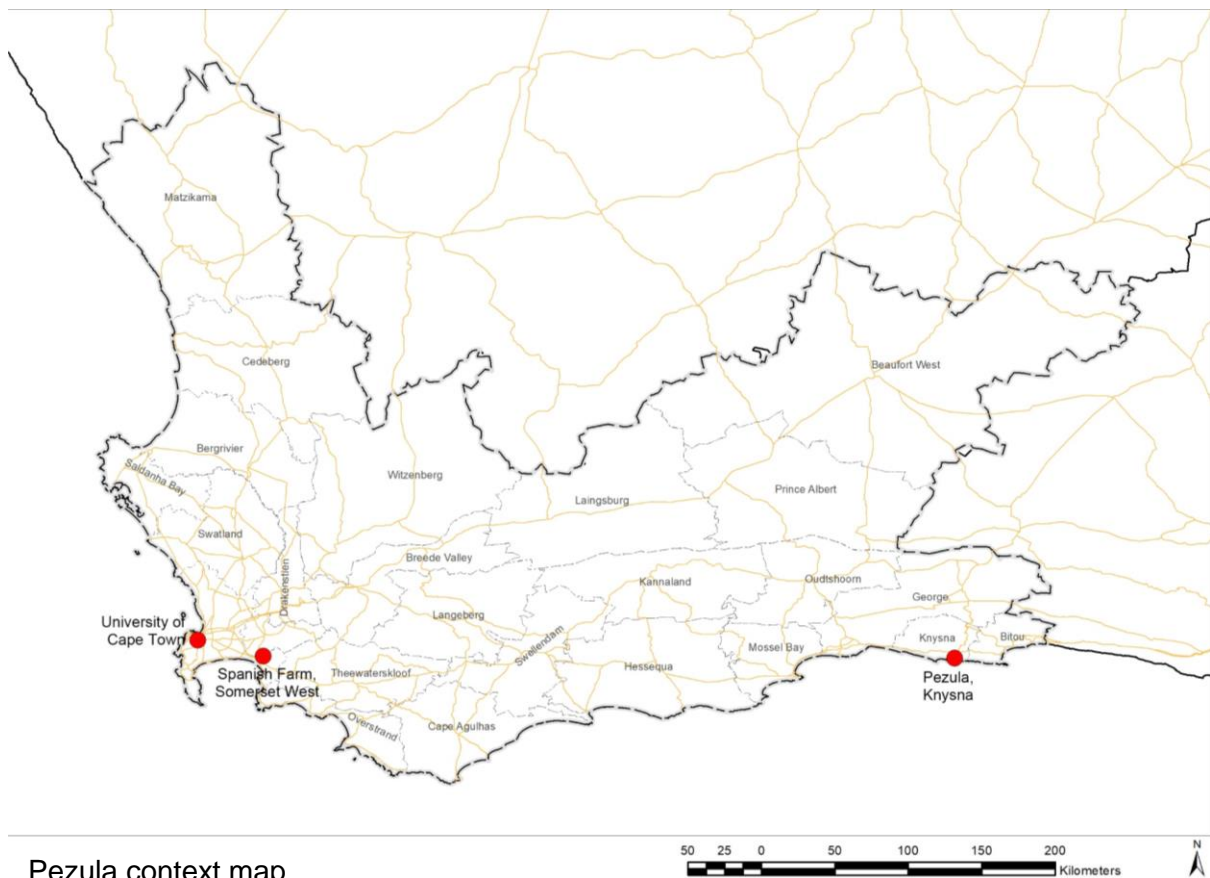 Matzikama
Cedeberg
Beaufort West
Bergrivier
Saldanha Bay
Witzenberg
Laingsburg
Prince Albert
Swatland
Breede Valley
Drakenstien
Kannaland
Oudtshoorn
George
Langeberg
University of
Cape Town
Knysna
Bitou
Mossel Bay
Swellendam
Hessequa
Theewaterskloof
Spanish Farm,
Somerset West
Pezula,
Knysna
Overstrand
Cape Agulhas
Pezula context map
50 25 0 50 100 150 200
Kilometers
N